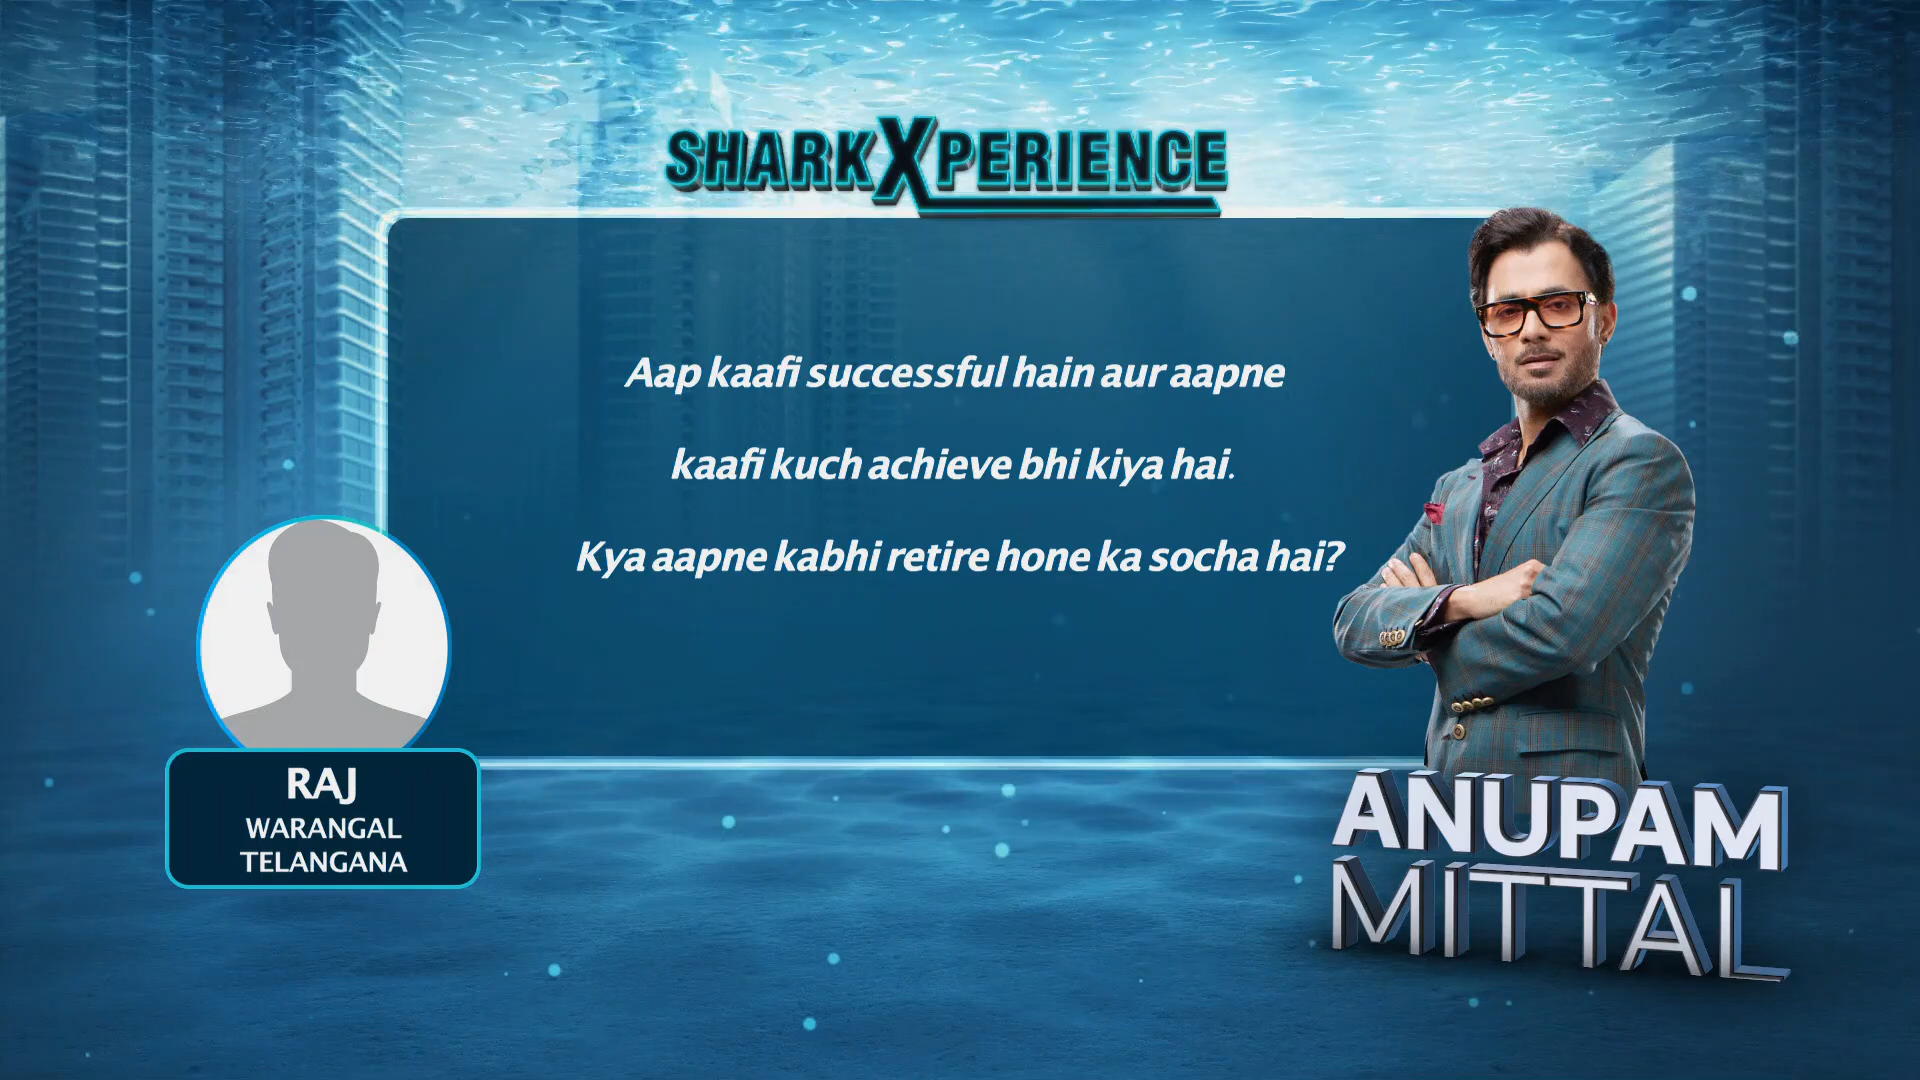 SHARKXPERIENCE
Aap kaafi successful hain aur aapne
kaafi kuch achieve bhi kiya hai.
Kya aapne kabhi retire hone ka socha hai?
RAJ
WARANGAL
TELANGANA
ANUPAM
MITTAL